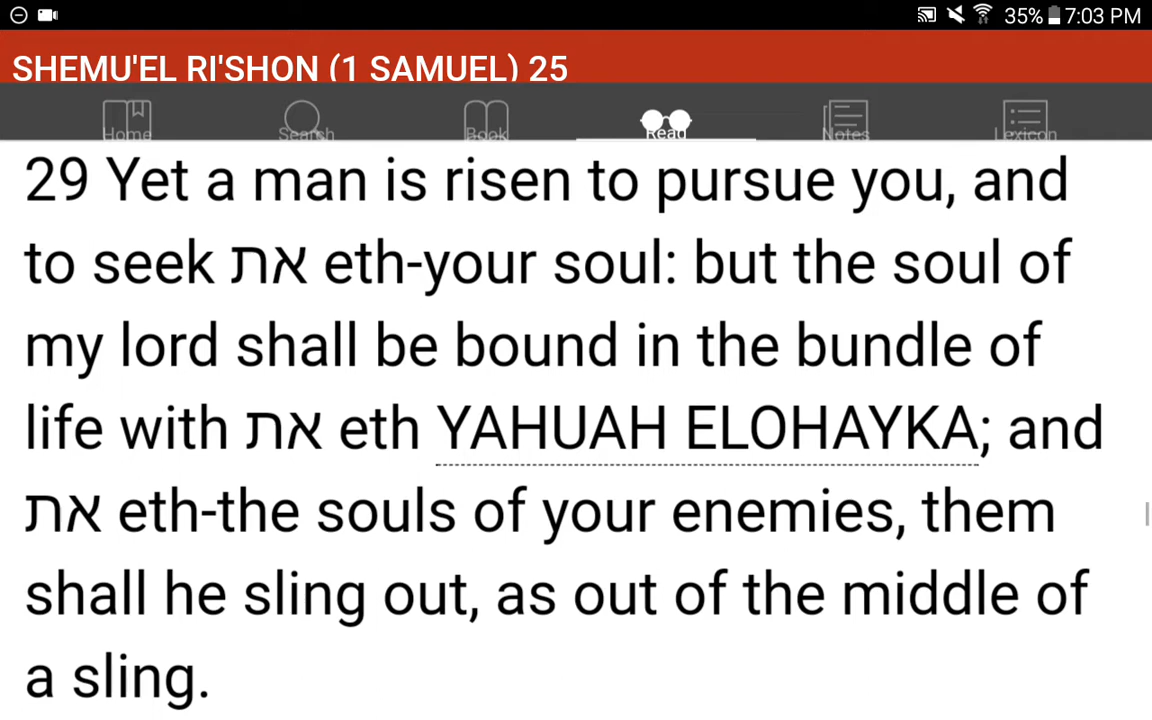 35% 7:03 PM
SHEMU'EL RI'SHON (1 SAMUEL) 25
Home Search Book Read Notes Lexicon
29 Yet a man is risen to pursue you, and
to seek את eth-your soul: but the soul of
my lord shall be bound in the bundle of
life with את eth YAHUAH ELOHAYKA; and
את eth-the souls of your enemies, them
shall he sling out, as out of the middle of
a sling.